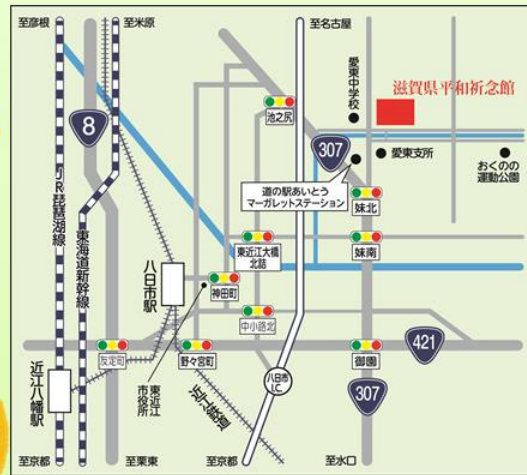 至彦根
至米原
至名古屋
愛東中学校
滋賀県平和祈念館
8
池之尻
307
愛東支所
おくのの
運動公園
道の駅あいとう
マーガレットステーション
妹北
JR琵琶湖線
東海道新幹線
東近江大橋
北詰
妹南
八日市駅
神田町
中小路北
421
友定町
野々宮町
御園
東近江
市役所
近江鉄道
八日市
I.C
近江八幡駅
307
至京都
至栗東
至京都
至水口